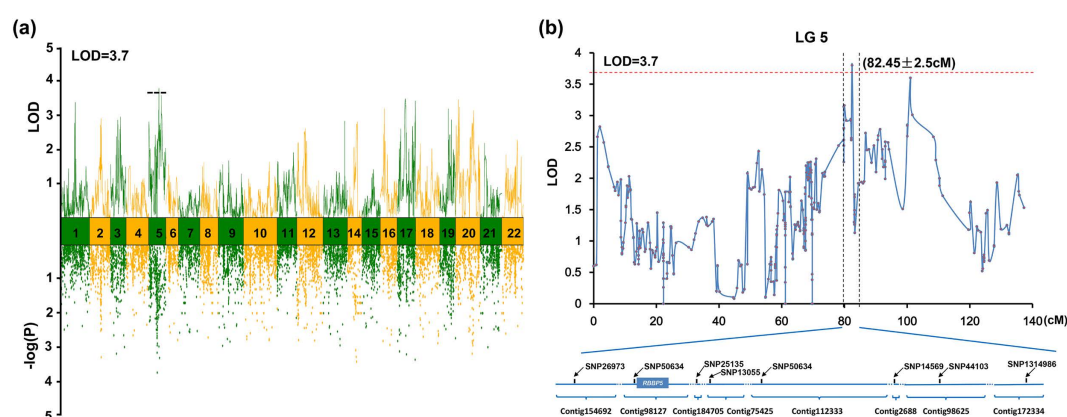 (a)
LOD=3.7
LOD
5
4
3
2
1
1 2 3 4 5 6 7 8 9 10 11 12 13 14 15 16 17 18 19 20 21 22
1
2
3
4
5
-log(P)
(b)
LG 5
LOD=3.7
(82.45±2.5cM)
LOD
4
3.5
3
2.5
2
1.5
1
0.5
0
0 20 40 60 80 100 120 140 (cM)
SNP26973 SNP50634 SNP25135 SNP13055 SNP50634 SNP14569 SNP44103 SNP1314986
RBBP5
Contig154692 Contig98127 Contig184705 Contig75425 Contig112333 Contig2688 Contig98625 Contig172334